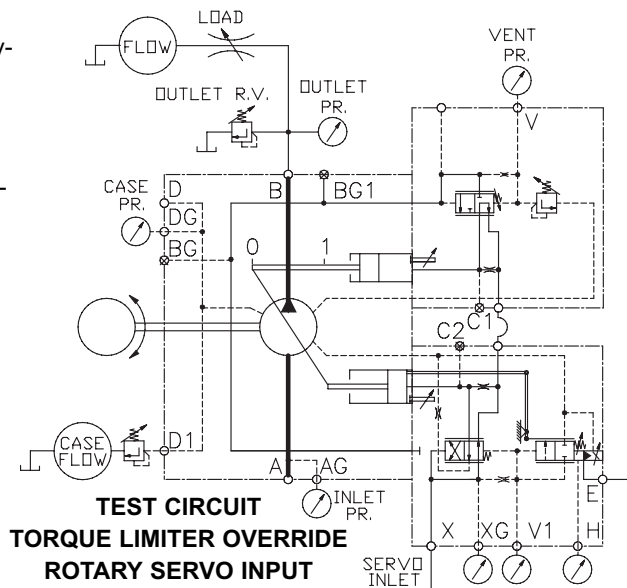 y-
-
LOAD
FLOW
VENT
PR.
OUTLET R.V.
OUTLET
PR.
V
CASE
PR.
D
DG
BG
B
BG1
0
1
C1
C2
CASE
FLOW
D1
A
AG
INLET
PR.
E
TEST CIRCUIT
TORQUE LIMITER OVERRIDE
ROTARY SERVO INPUT
X
XG
V1
H
SERVO
INLET